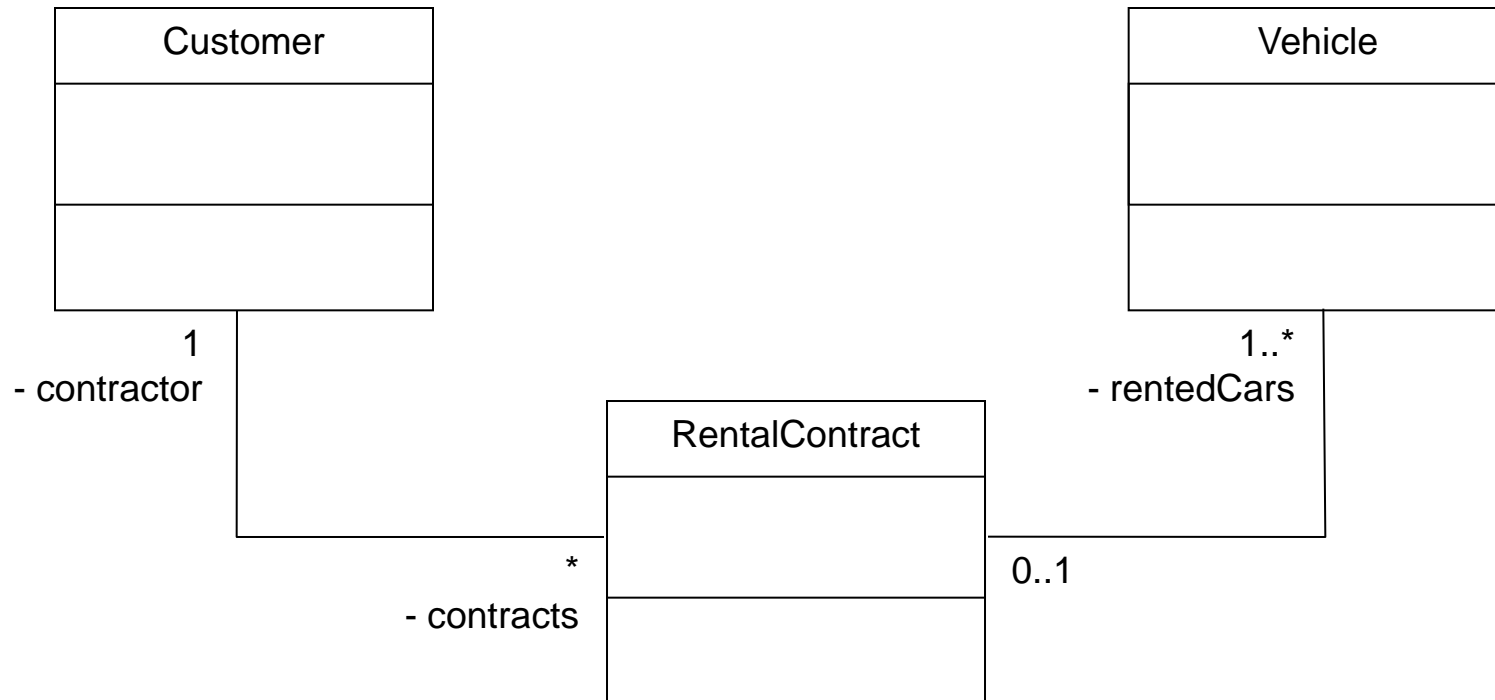 Customer
Vehicle
1
- contractor
1..*
- rentedCars
RentalContract
*
- contracts
0..1